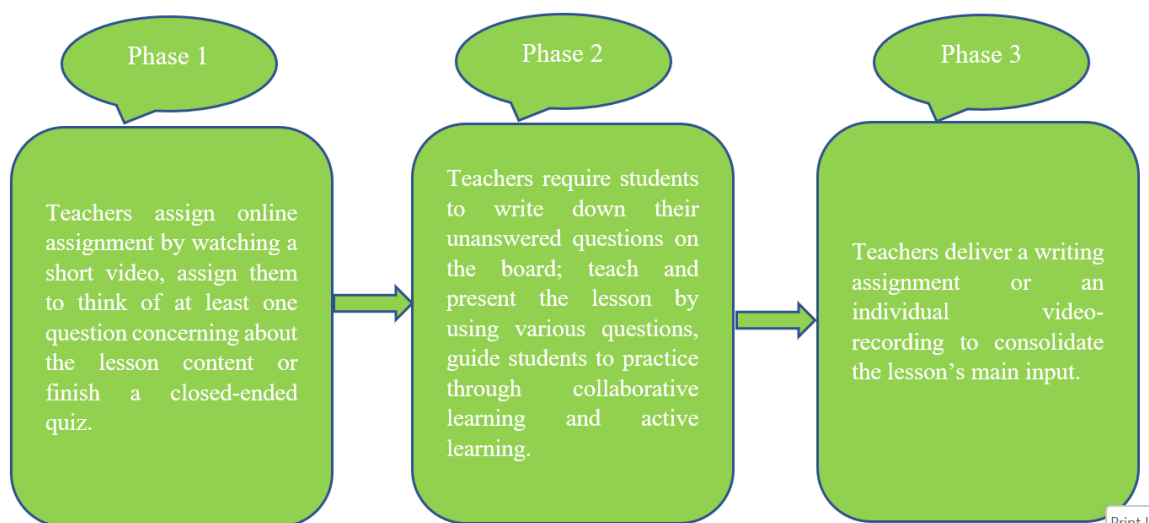 Phase 1
Teachers assign online
assignment by watching a
short video, assign them
to think of at least one
question concerning about
the lesson content or
finish a closed-ended
quiz.
Phase 2
Teachers require students
to write down their
unanswered questions on
the board; teach and
present the lesson by
using various questions,
guide students to practice
through collaborative
learning and active
learning.
Phase 3
Teachers deliver a writing
assignment or an
individual video-
recording to consolidate
the lesson’s main input.
Print